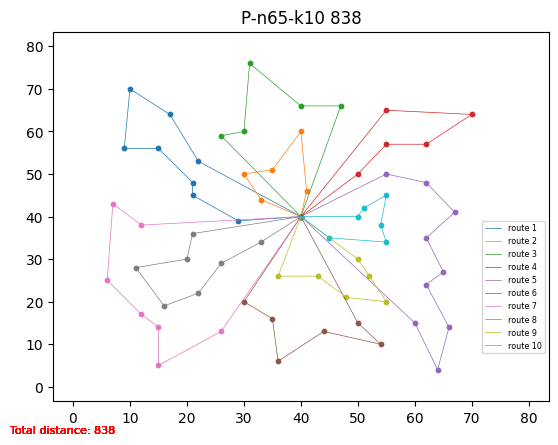 P-n65-k10 838
80
70
60
50
40
30
20
10
0
route 1
route 2
route 3
route 4
route 5
route 6
route 7
route 8
route 9
route 10
0 10 20 30 40 50 60 70 80
Total distance: 838